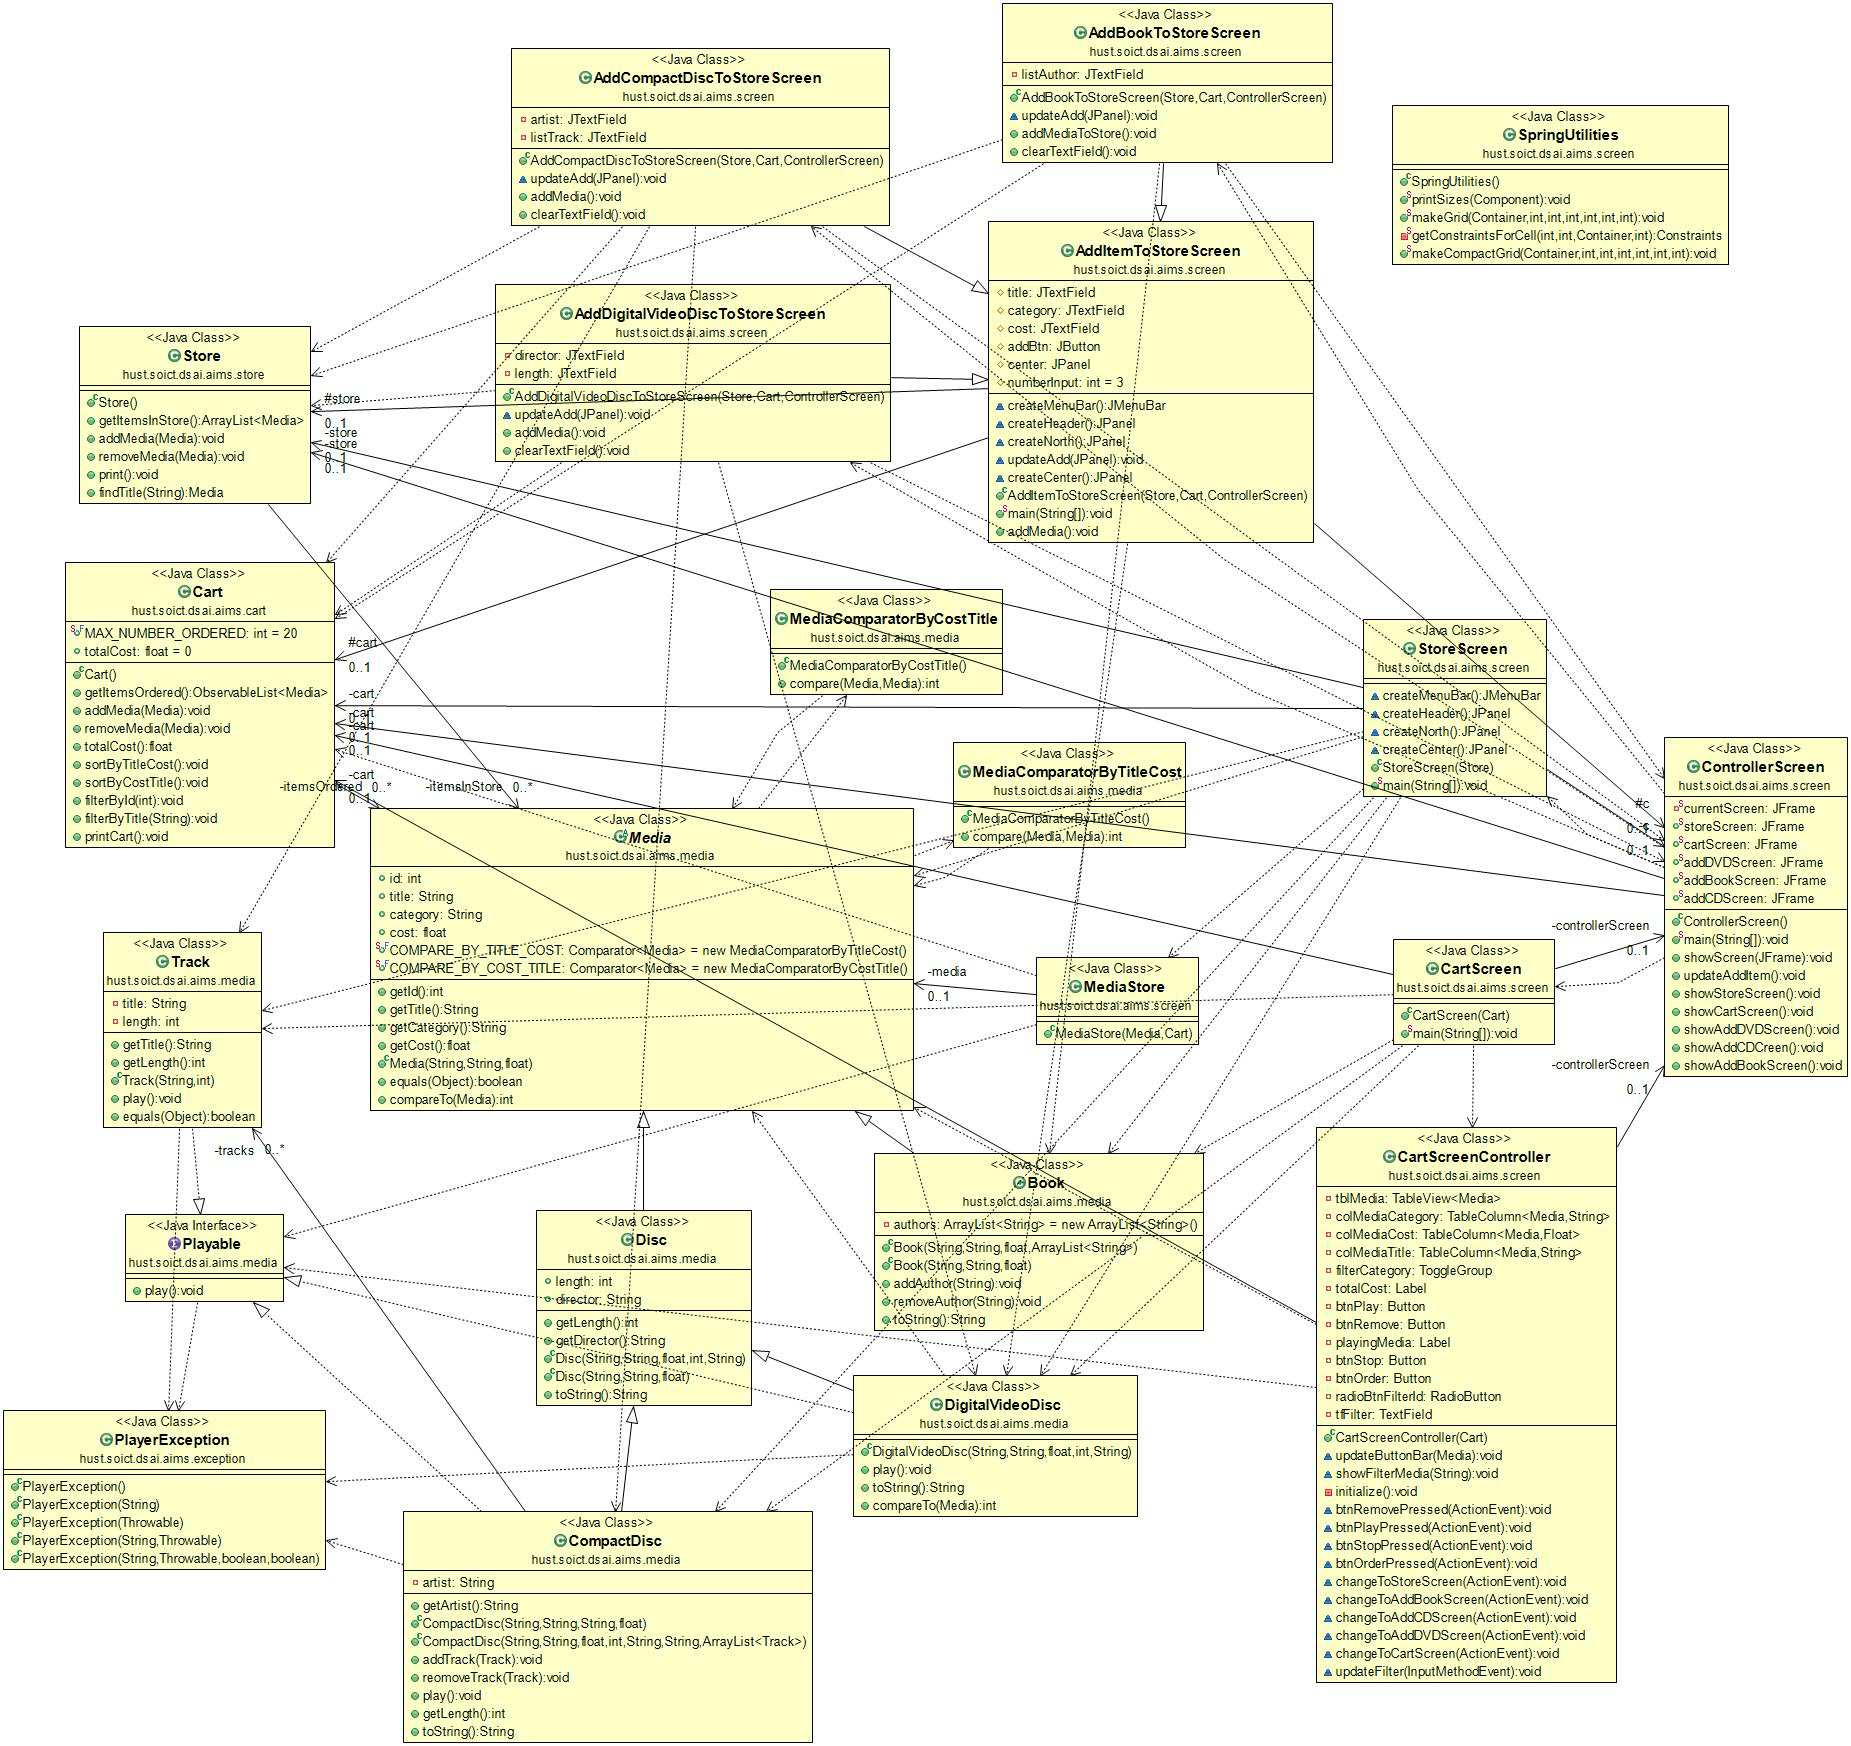 <<Java Class>>
AddBookToStoreScreen
hust.soict.dsai.aims.screen
listAuthor: JTextField
AddBookToStoreScreen(Store,Cart,ControllerScreen)
updateAdd(JPanel):void
addMediaToStore():void
clearTextField():void
<<Java Class>>
AddCompactDiscToStoreScreen
hust.soict.dsai.aims.screen
artist: JTextField
listTrack: JTextField
AddCompactDiscToStoreScreen(Store,Cart,ControllerScreen)
updateAdd(JPanel):void
addMedia():void
clearTextField():void
<<Java Class>>
SpringUtilities
hust.soict.dsai.aims.screen
SpringUtilities()
printSizes(Component):void
makeGrid(Container,int,int,int,int,int,int):void
getConstraintsForCell(int,int,Container,int):Constraints
makeCompactGrid(Container,int,int,int,int,int,int):void
<<Java Class>>
AddItemToStoreScreen
hust.soict.dsai.aims.screen
title: JTextField
category: JTextField
cost: JTextField
addBtn: JButton
center: JPanel
numberInput: int = 3
createMenuBar():JMenuBar
createHeader():JPanel
createNorth():JPanel
updateAdd(JPanel):void
createCenter():JPanel
AddItemToStoreScreen(Store,Cart,ControllerScreen)
main(String[]):void
addMedia():void
<<Java Class>>
AddDigitalVideoDiscToStoreScreen
hust.soict.dsai.aims.screen
director: JTextField
length: JTextField
AddDigitalVideoDiscToStoreScreen(Store,Cart,ControllerScreen)
updateAdd(JPanel):void
addMedia():void
clearTextField():void
<<Java Class>>
Store
hust.soict.dsai.aims.store
Store()
getItemsInStore():ArrayList<Media>
addMedia(Media):void
removeMedia(Media):void
print():void
findTitle(String):Media
#store
0..1
-store
-store
0..1
0..1
<<Java Class>>
Cart
hust.soict.dsai.aims.cart
MAX_NUMBER_ORDERED: int = 20
totalCost: float = 0
Cart()
getItemsOrdered():ObservableList<Media>
addMedia(Media):void
removeMedia(Media):void
totalCost():float
sortByTitleCost():void
sortByCostTitle():void
filterById(int):void
filterByTitle(String):void
printCart():void
#cart
0..1
-cart
-cart
0..1
-cart
0..1
0..1
-cart
0..1
-itemsOrdered 0..*
-itemsInStore 0..*
<<Java Class>>
MediaComparatorByCostTitle
hust.soict.dsai.aims.media
MediaComparatorByCostTitle()
compare(Media,Media):int
<<Java Class>>
StoreScreen
hust.soict.dsai.aims.screen
createMenuBar():JMenuBar
createHeader():JPanel
createNorth():JPanel
createCenter():JPanel
StoreScreen(Store)
main(String[]):void
<<Java Class>>
MediaComparatorByTitleCost
hust.soict.dsai.aims.media
MediaComparatorByTitleCost()
compare(Media,Media):int
<<Java Class>>
ControllerScreen
hust.soict.dsai.aims.screen
currentScreen: JFrame
storeScreen: JFrame
cartScreen: JFrame
addDVDScreen: JFrame
addBookScreen: JFrame
addCDScreen: JFrame
ControllerScreen()
main(String[]):void
showScreen(JFrame):void
updateAddItem():void
showStoreScreen():void
showCartScreen():void
showAddDVDScreen():void
showAddCDCreen():void
showAddBookScreen():void
#c
0..1
0..1
-controllerScreen
0..1
-controllerScreen
0..1
<<Java Class>>
Media
hust.soict.dsai.aims.media
id: int
title: String
category: String
cost: float
COMPARE_BY_TITLE_COST: Comparator<Media> = new MediaComparatorByTitleCost()
COMPARE_BY_COST_TITLE: Comparator<Media> = new MediaComparatorByCostTitle()
getId():int
getTitle():String
getCategory():String
getCost():float
Media(String,String,float)
equals(Object):boolean
compareTo(Media):int
<<Java Class>>
Track
hust.soict.dsai.aims.media
title: String
length: int
getTitle():String
getLength():int
Track(String,int)
play():void
equals(Object):boolean
-tracks 0..*
-media
0..1
<<Java Class>>
MediaStore
hust.soict.dsai.aims.screen
MediaStore(Media,Cart)
<<Java Class>>
CartScreen
hust.soict.dsai.aims.screen
CartScreen(Cart)
main(String[]):void
<<Java Class>>
CartScreenController
hust.soict.dsai.aims.screen
tblMedia: TableView<Media>
colMediaCategory: TableColumn<Media,String>
colMediaCost: TableColumn<Media,Float>
colMediaTitle: TableColumn<Media,String>
filterCategory: ToggleGroup
totalCost: Label
btnPlay: Button
btnRemove: Button
playingMedia: Label
btnStop: Button
btnOrder: Button
radioBtnFilterId: RadioButton
tfFilter: TextField
CartScreenController(Cart)
updateButtonBar(Media):void
showFilterMedia(String):void
initialize():void
btnRemovePressed(ActionEvent):void
btnPlayPressed(ActionEvent):void
btnStopPressed(ActionEvent):void
btnOrderPressed(ActionEvent):void
changeToStoreScreen(ActionEvent):void
changeToAddBookScreen(ActionEvent):void
changeToAddCDScreen(ActionEvent):void
changeToAddDVDScreen(ActionEvent):void
changeToCartScreen(ActionEvent):void
updateFilter(InputMethodEvent):void
<<Java Class>>
Book
hust.soict.dsai.aims.media
authors: ArrayList<String> = new ArrayList<String>()
Book(String,String,float,ArrayList<String>)
Book(String,String,float)
addAuthor(String):void
removeAuthor(String):void
toString():String
<<Java Interface>>
Playable
hust.soict.dsai.aims.media
play():void
<<Java Class>>
Disc
hust.soict.dsai.aims.media
length: int
director: String
getLength():int
getDirector():String
Disc(String,String,float,int,String)
Disc(String,String,float)
toString():String
<<Java Class>>
DigitalVideoDisc
hust.soict.dsai.aims.media
DigitalVideoDisc(String,String,float,int,String)
play():void
toString():String
compareTo(Media):int
<<Java Class>>
PlayerException
hust.soict.dsai.aims.exception
PlayerException()
PlayerException(String)
PlayerException(Throwable)
PlayerException(String,Throwable)
PlayerException(String,Throwable,boolean,boolean)
<<Java Class>>
CompactDisc
hust.soict.dsai.aims.media
artist: String
getArtist():String
CompactDisc(String,String,String,float)
CompactDisc(String,String,float,int,String,String,ArrayList<Track>)
addTrack(Track):void
reomoveTrack(Track):void
play():void
getLength():int
toString():String